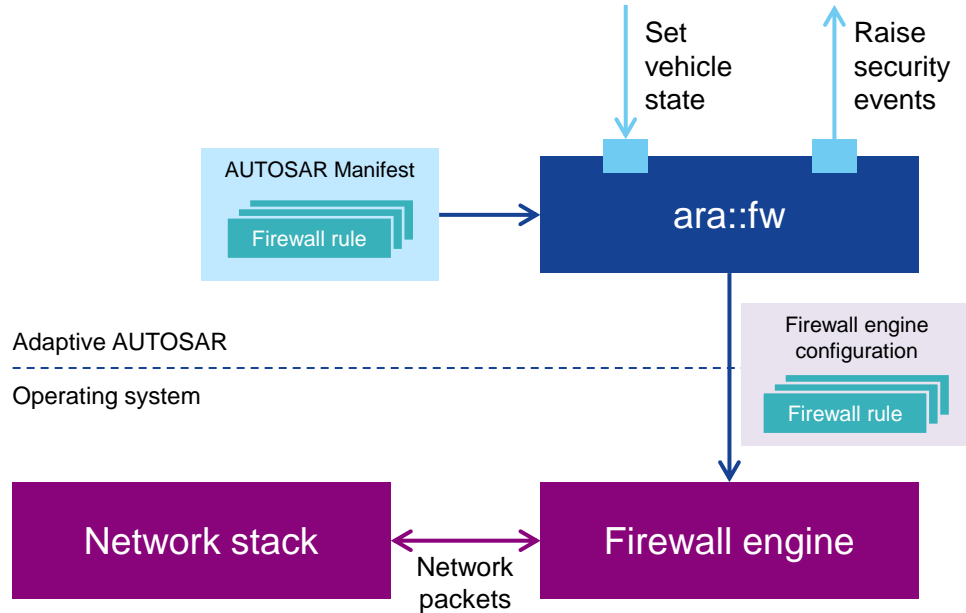 Set
vehicle
state
Raise
security
events
AUTOSAR Manifest
Firewall rule
ara::fw
Adaptive AUTOSAR
Operating system
Firewall engine
configuration
Firewall rule
Network stack
Network
packets
Firewall engine